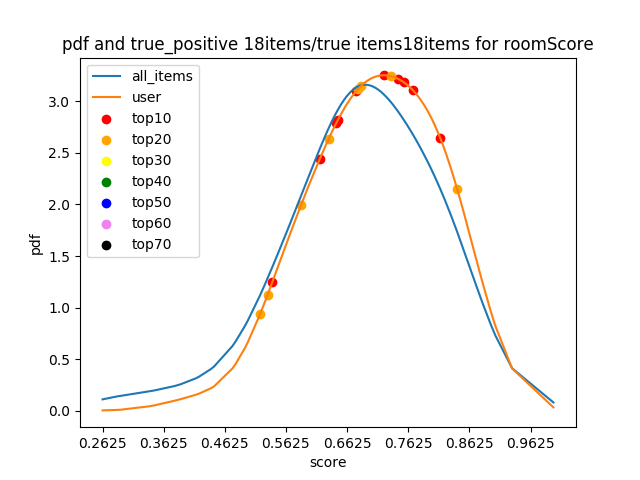 pdf and true_positive 18items/true items18items for roomScore
all_items
user
top10
top20
top30
top40
top50
top60
top70
pdf
3.0
2.5
2.0
1.5
1.0
0.5
0.0
0.2625 0.3625 0.4625 0.5625 0.6625 0.7625 0.8625 0.9625
score